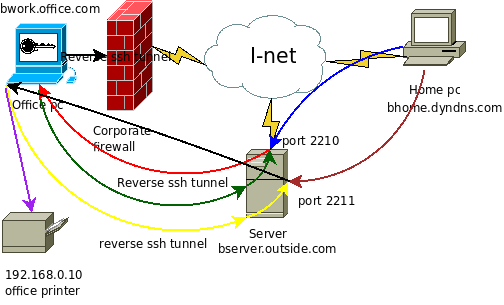 bwork.office.com
Reverse ssh tunnel
I-net
Office pc
Home pc
bhome.dyndns.com
Corporate
firewall
port 2210
Reverse ssh tunnel
port 2211
Server
bserver.outside.com
reverse ssh tunnel
192.168.0.10
office printer